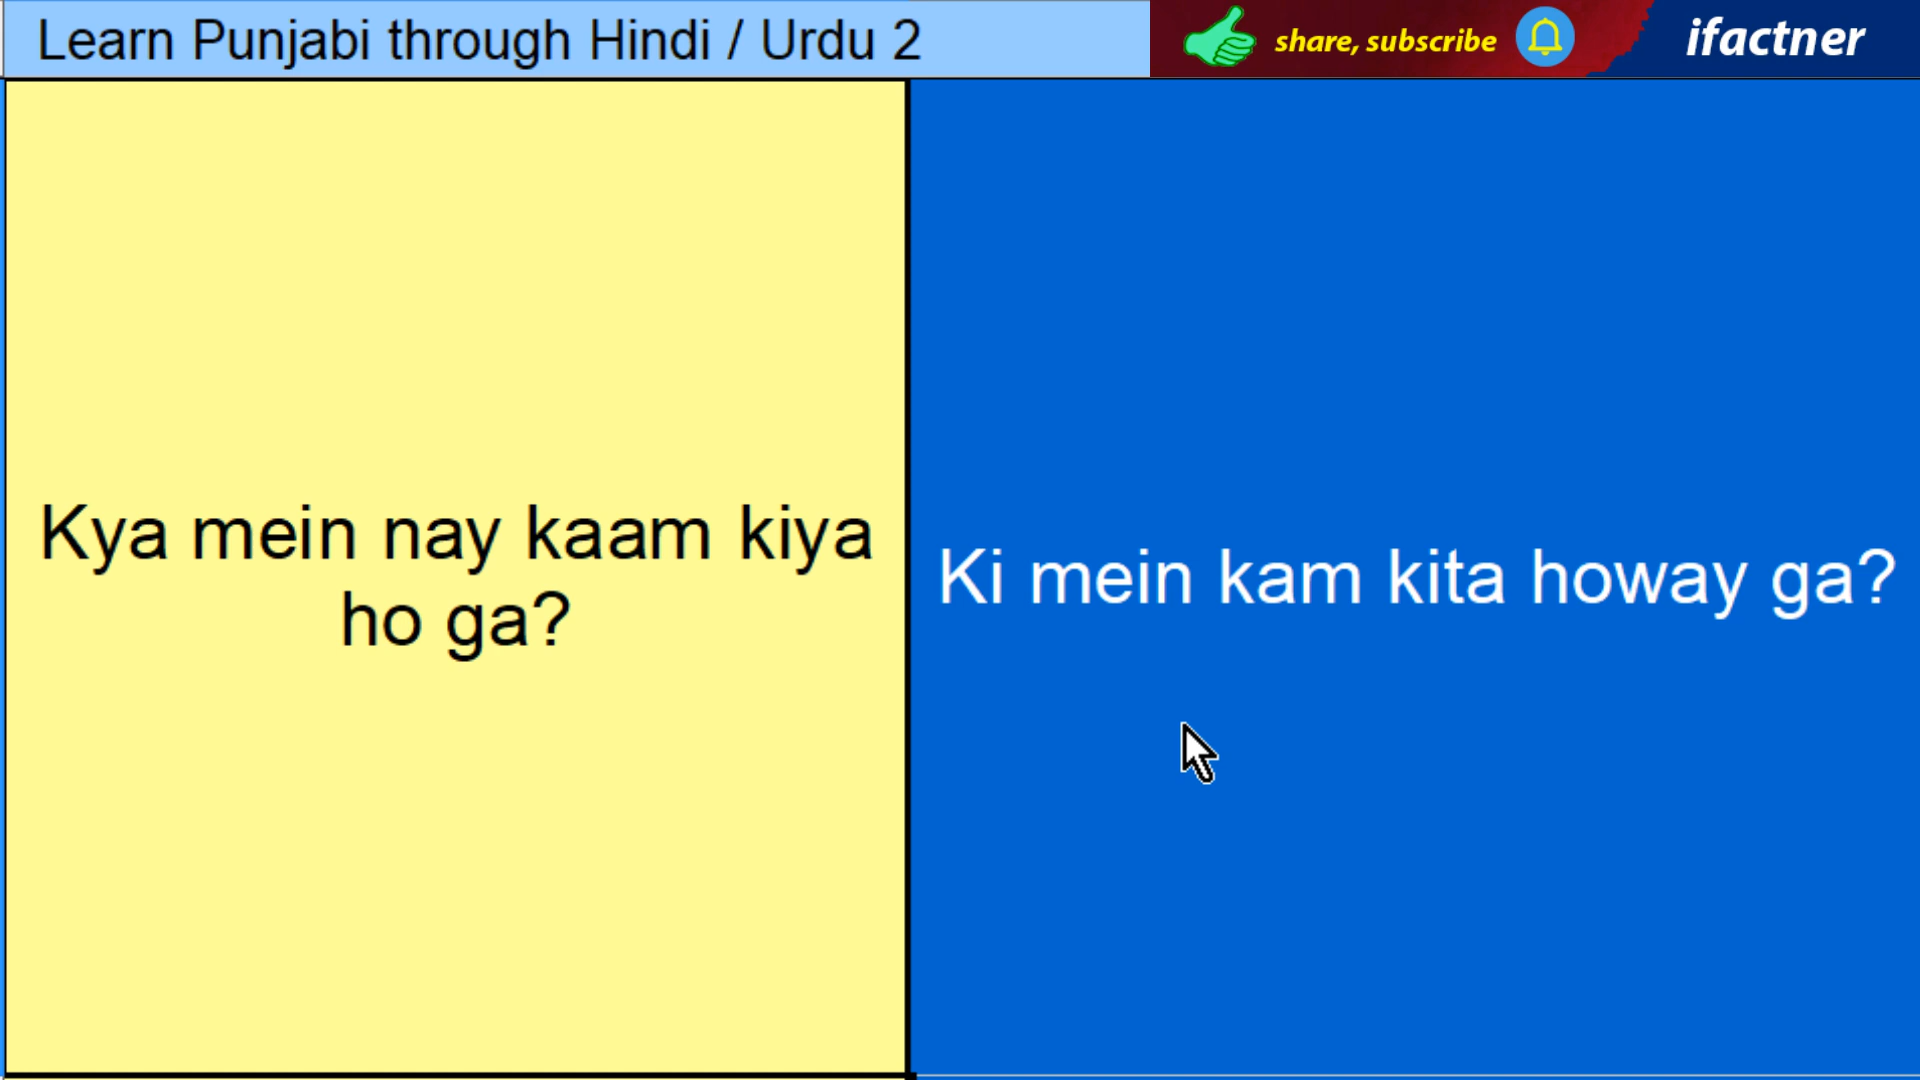 Learn Punjabi through Hindi / Urdu 2
share, subscribe
ifactner
Kya mein nay kaam kiya
ho ga?
Ki mein kam kita howay ga?